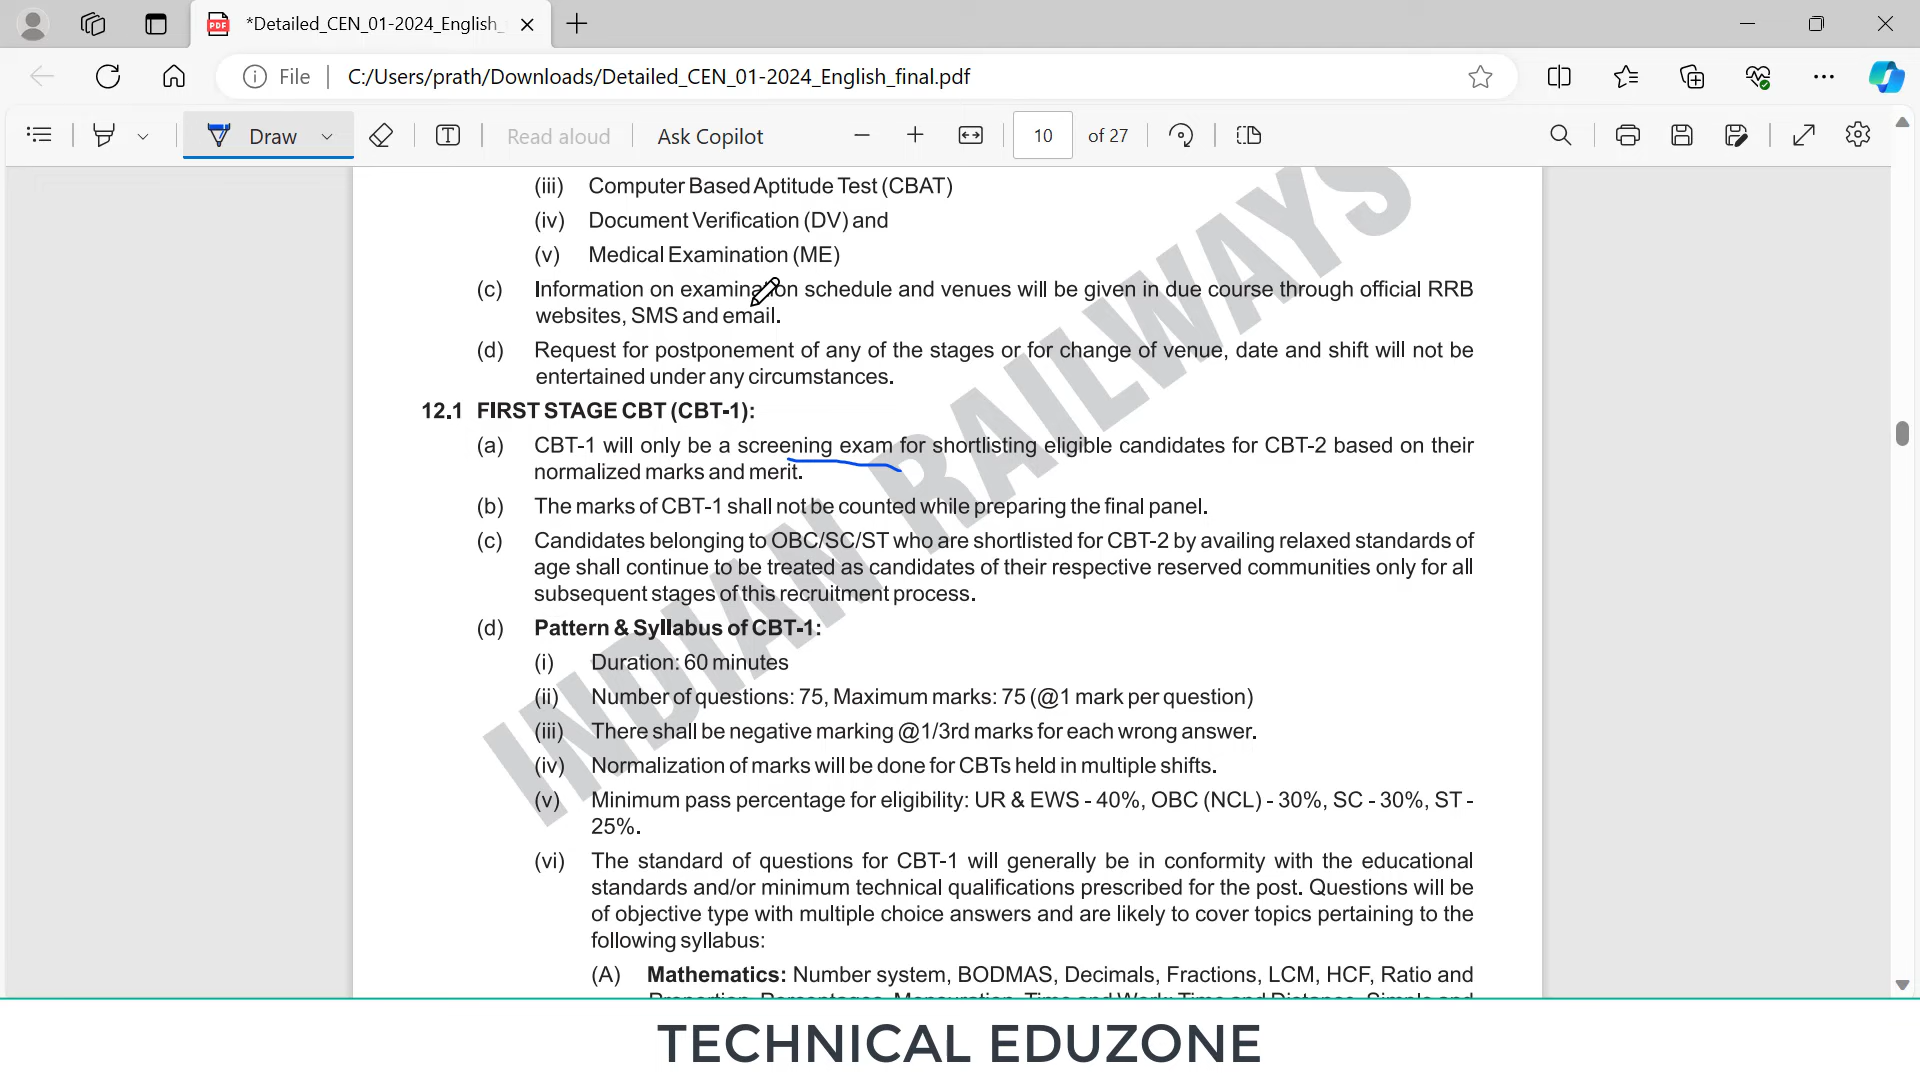 *Detailed_CEN_01-2024_English_
File
C:/Users/prath/Downloads/Detailed_CEN_01-2024_English_final.pdf
Draw
Read aloud
Ask Copilot
10 of 27
(iii) Computer Based Aptitude Test (CBAT)
(iv) Document Verification (DV) and
(v) Medical Examination (ME)
(c) Information on examination schedule and venues will be given in due course through official RRB
websites, SMS and email.
(d) Request for postponement of any of the stages or for change of venue, date and shift will not be
entertained under any circumstances.
12.1 FIRST STAGE CBT (CBT-1):
(a) CBT-1 will only be a screening exam for shortlisting eligible candidates for CBT-2 based on their
normalized marks and merit.
(b) The marks of CBT-1 shall not be counted while preparing the final panel.
(c) Candidates belonging to OBC/SC/ST who are shortlisted for CBT-2 by availing relaxed standards of
age shall continue to be treated as candidates of their respective reserved communities only for all
subsequent stages of this recruitment process.
(d) Pattern & Syllabus of CBT-1:
(i) Duration: 60 minutes
(ii) Number of questions: 75, Maximum marks: 75 (@1 mark per question)
(iii) There shall be negative marking @1/3rd marks for each wrong answer.
(iv) Normalization of marks will be done for CBTs held in multiple shifts.
(v) Minimum pass percentage for eligibility: UR & EWS - 40%, OBC (NCL) - 30%, SC - 30%, ST -
25%.
(vi) The standard of questions for CBT-1 will generally be in conformity with the educational
standards and/or minimum technical qualifications prescribed for the post. Questions will be
of objective type with multiple choice answers and are likely to cover topics pertaining to the
following syllabus:
(A) Mathematics: Number system, BODMAS, Decimals, Fractions, LCM, HCF, Ratio and
INDIAN RAILWAYS
TECHNICAL EDUZONE